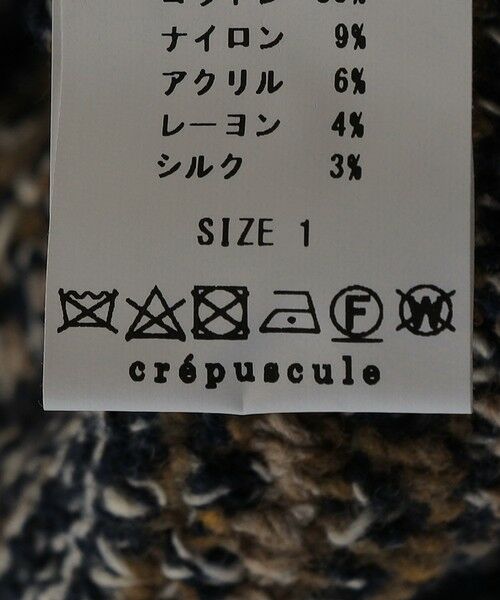 ナイロン 9%
アクリル 6%
レーヨン 4%
シルク 3%
SIZE 1
F W
crépuscule